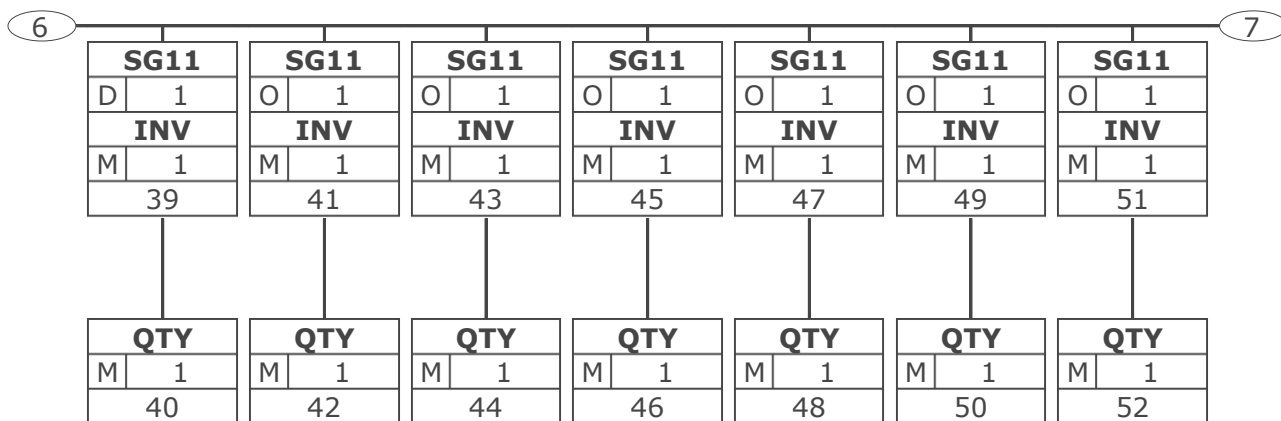 6 7
SG11 SG11 SG11 SG11 SG11 SG11 SG11
D 1 O 1 O 1 O 1 O 1 O 1 O 1
INV INV INV INV INV INV INV
M 1 M 1 M 1 M 1 M 1 M 1 M 1
39 41 43 45 47 49 51
QTY QTY QTY QTY QTY QTY QTY
M 1 M 1 M 1 M 1 M 1 M 1 M 1
40 42 44 46 48 50 52